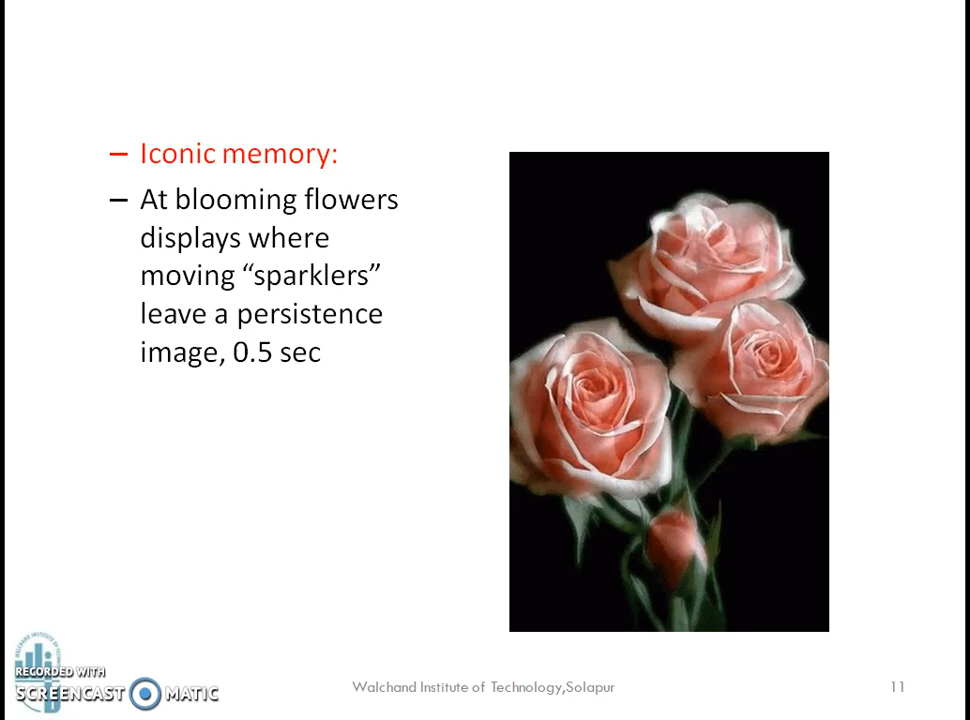 – Iconic memory:
– At blooming flowers
displays where
moving “sparklers”
leave a persistence
image, 0.5 sec
RECORDED WITH
SCREENCAST MATIC
Walchand Institute of Technology,Solapur
11